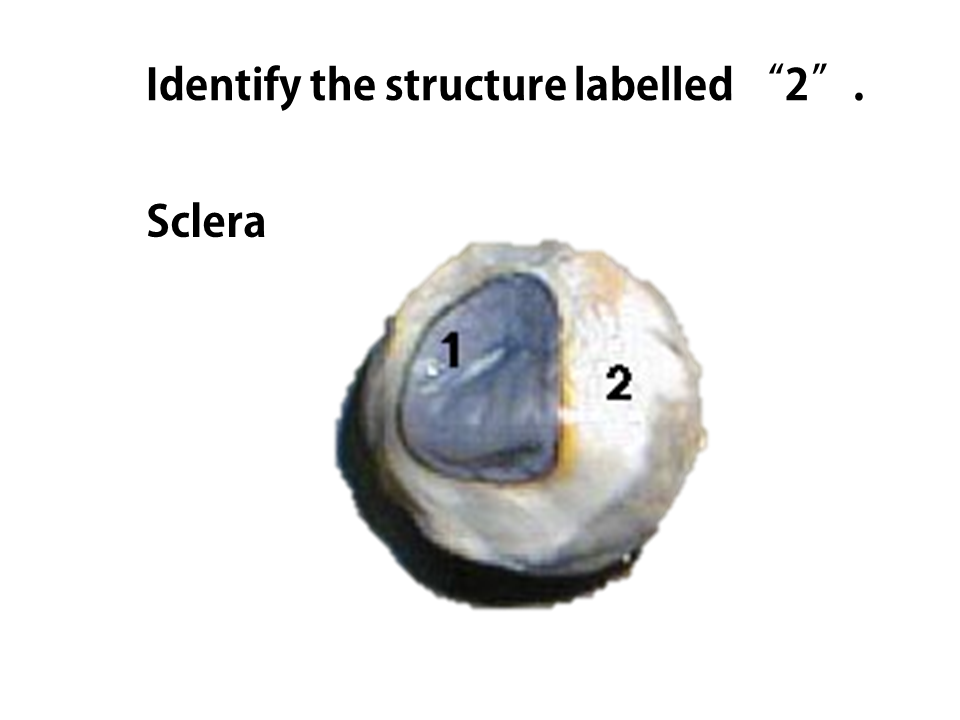 Identify the structure labelled “2” .
Sclera
1
2